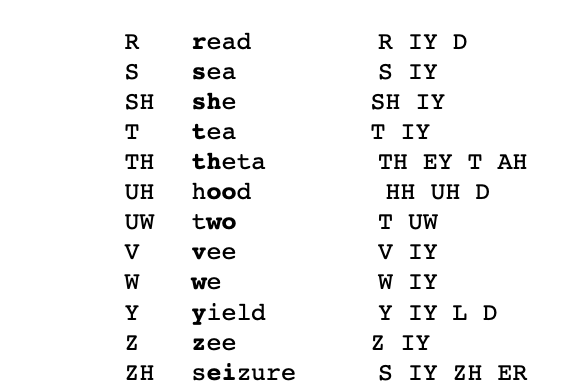 R read R IY D
S sea S IY
SH she SH IY
T tea T IY
TH theta TH EY T AH
UH hood HH UH D
UW two T UW
V vee V IY
W we W IY
Y yield Y IY L D
Z zee Z IY
ZH seizure S IY ZH ER